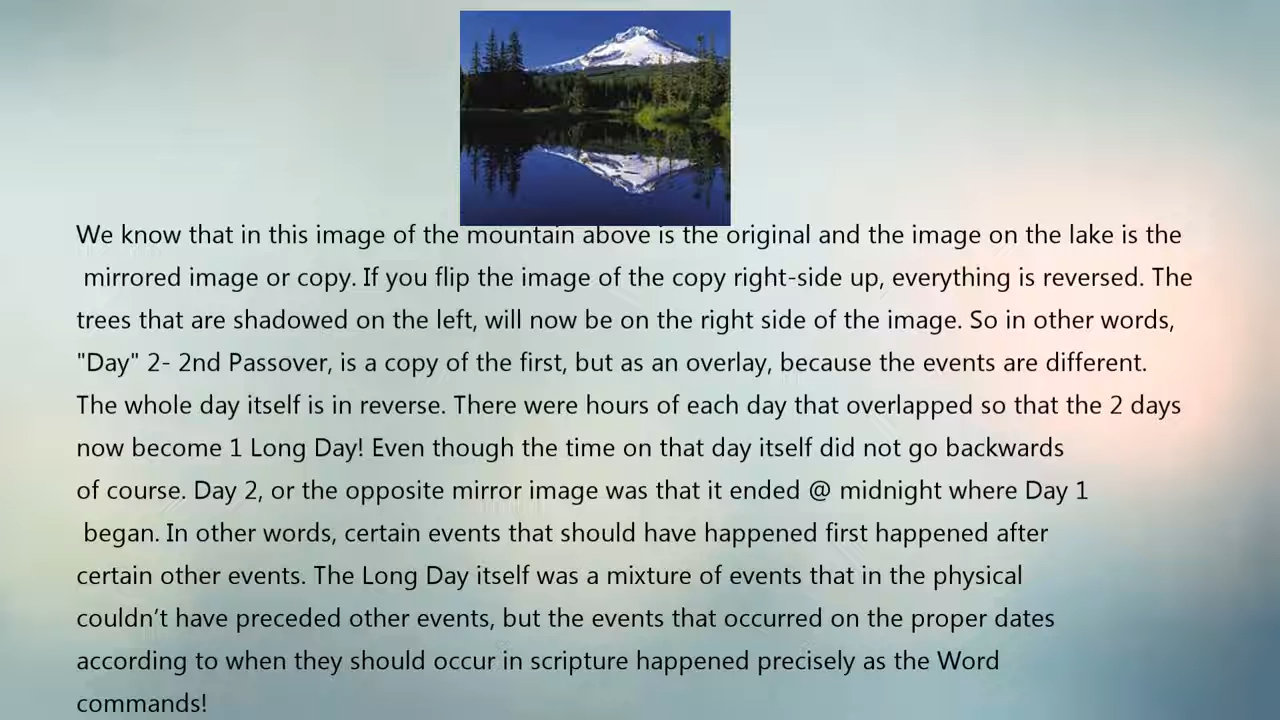 We know that in this image of the mountain above is the original and the image on the lake is the
mirrored image or copy. If you flip the image of the copy right-side up, everything is reversed. The
trees that are shadowed on the left, will now be on the right side of the image. So in other words,
"Day" 2- 2nd Passover, is a copy of the first, but as an overlay, because the events are different.
The whole day itself is in reverse. There were hours of each day that overlapped so that the 2 days
now become 1 Long Day! Even though the time on that day itself did not go backwards
of course. Day 2, or the opposite mirror image was that it ended @ midnight where Day 1
began. In other words, certain events that should have happened first happened after
certain other events. The Long Day itself was a mixture of events that in the physical
couldn’t have preceded other events, but the events that occurred on the proper dates
according to when they should occur in scripture happened precisely as the Word
commands!